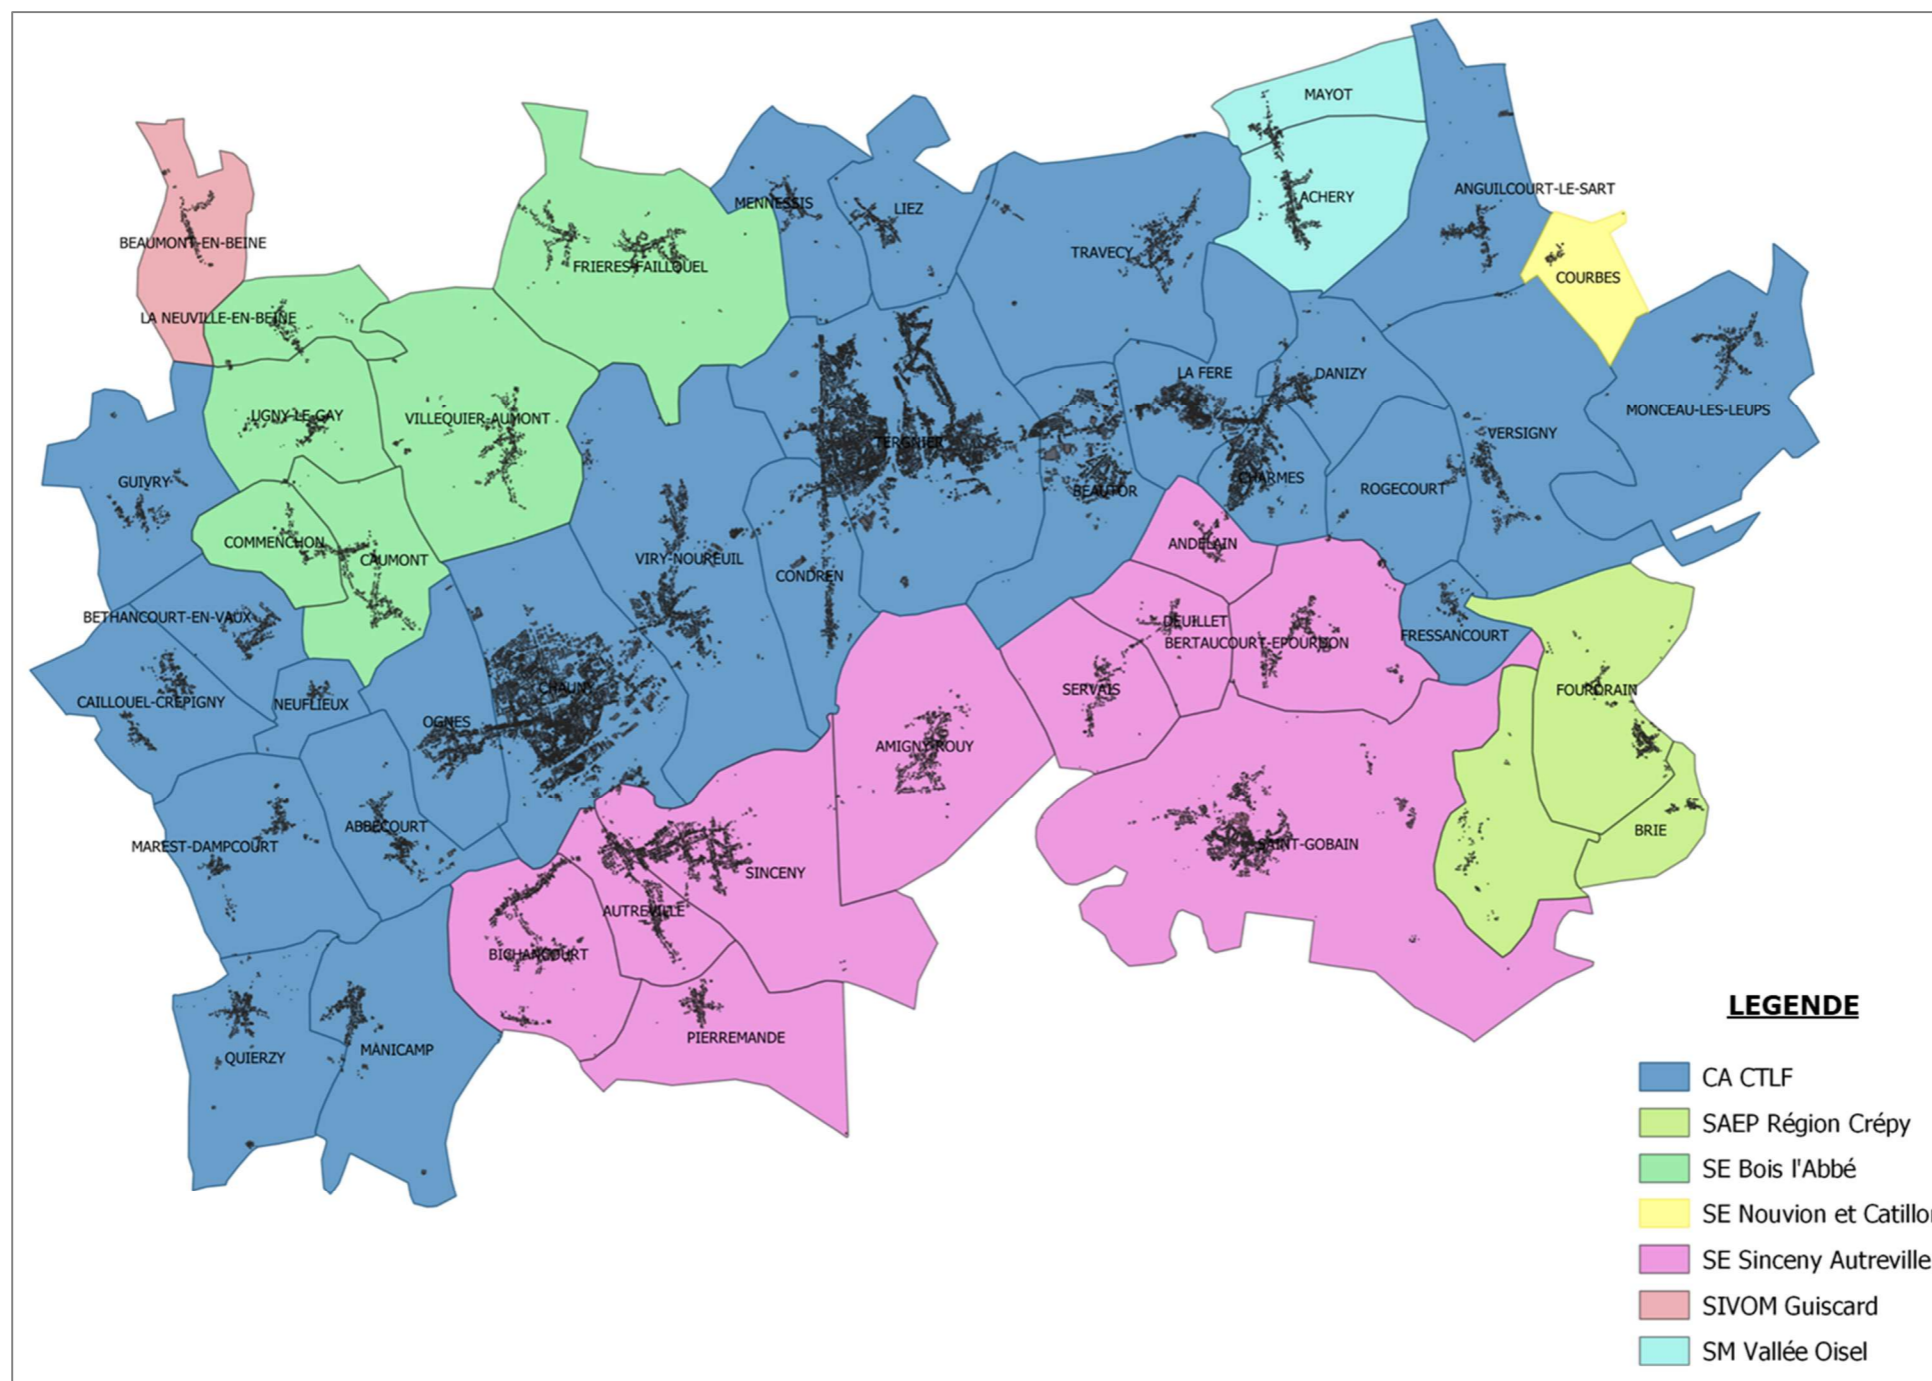 MAYOT
ANGUILCOURT-LE-SART
ACHERY
MENNESSIS
LIEZ
BEAUMONT-EN-BEINE
TRAVECY
FRIERES-FAILLOUEL
COURBES
LA NEUVILLE-EN-BEINE
LA FERE
DANIZY
MONCEAU-LES-LEUPS
UGNY-LE-GAY
VILLEQUIER-AUMONT
VERSIGNY
TERGNIER
GUIVRY
CHARMES
ROGECOURT
BEAUTOR
COMMENCHON
ANDELAIN
CAUMONT
VIRY-NOUREUIL
CONDREN
BETHANCOURT-EN-VAUX
DEUILLET
FRESSANCOURT
BERTAUCOURT-EPOURDON
CHAUNY
SERVAIS
FOURDRAIN
CAILLOUEL-CREPIGNY
NEUFLIEUX
OGNES
AMIGNY-ROUY
ABBECOURT
BRIE
MAREST-DAMPCOURT
SAINT-GOBAIN
SINCENY
AUTREVILLE
BICHANCOURT
PIERREMANDE
MANICAMP
QUIERZY
LEGENDE
CA CTLF
SAEP Région Crépy
SE Bois l'Abbé
SE Nouvion et Catillon
SE Sinceny Autreville
SIVOM Guiscard
SM Vallée Oisel